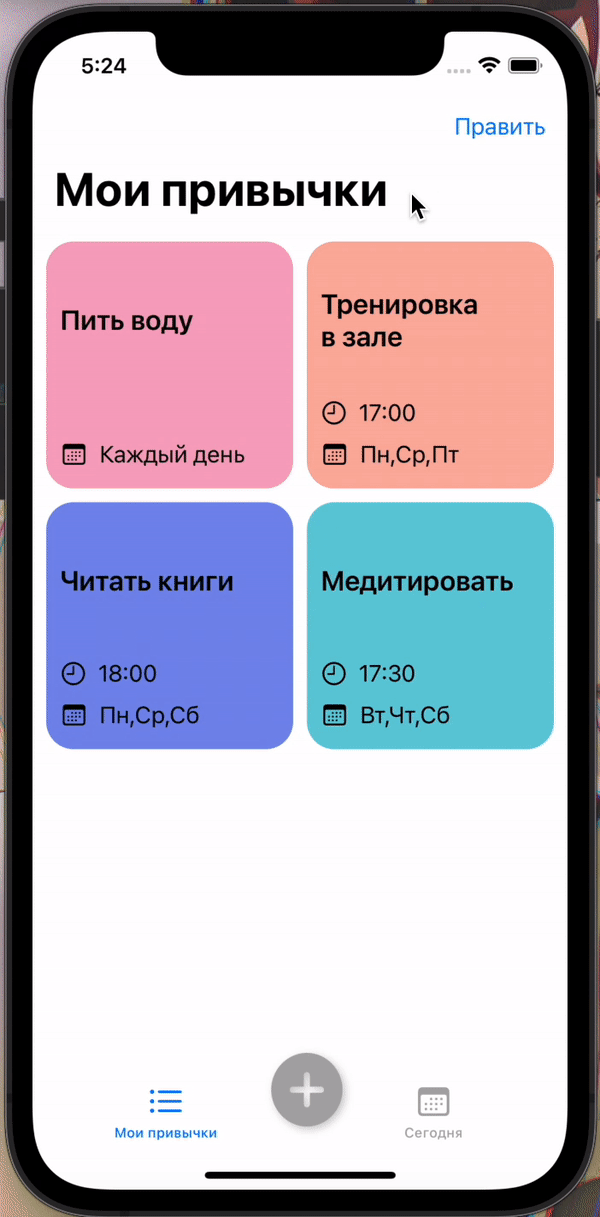 5:24
Править
Мои привычки
Пить воду
Каждый день
Тренировка
в зале
17:00
Пн,Ср,Пт
Читать книги
18:00
Пн,Ср,Сб
Медитировать
17:30
Вт,Чт,Сб
Мои привычки
Сегодня